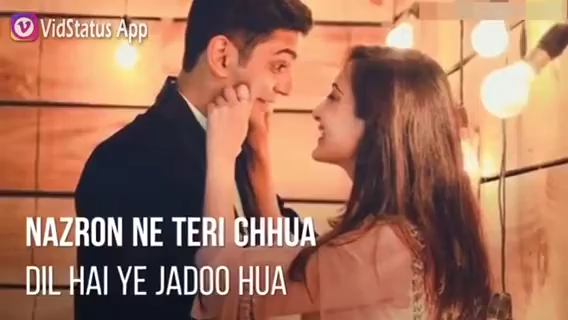 VidStatus App
NAZRON NE TERI CHHUA
DIL HAI YE JADOO HUA